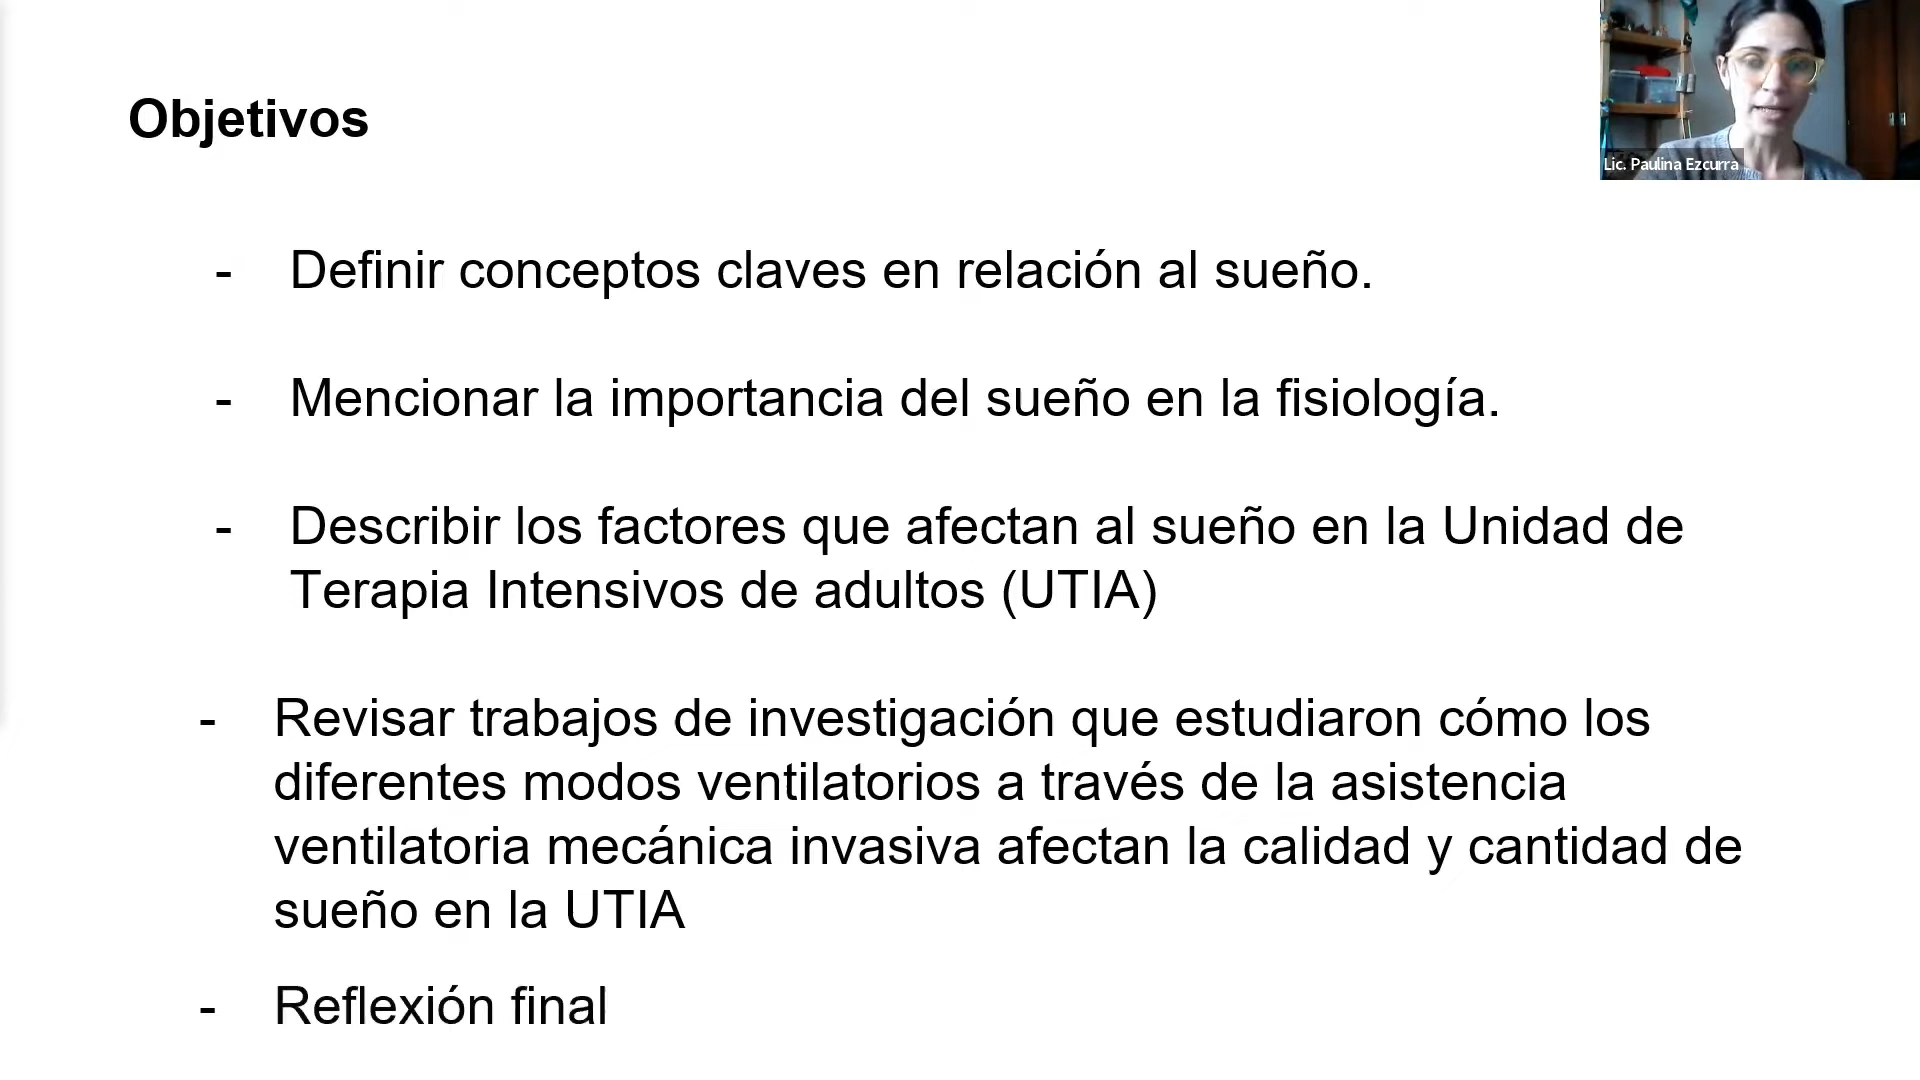 Objetivos
Lic. Paulina Ezcurra
- Definir conceptos claves en relación al sueño.
- Mencionar la importancia del sueño en la fisiología.
- Describir los factores que afectan al sueño en la Unidad de
Terapia Intensivos de adultos (UTIA)
- Revisar trabajos de investigación que estudiaron cómo los
diferentes modos ventilatorios a través de la asistencia
ventilatoria mecánica invasiva afectan la calidad y cantidad de
sueño en la UTIA
- Reflexión final